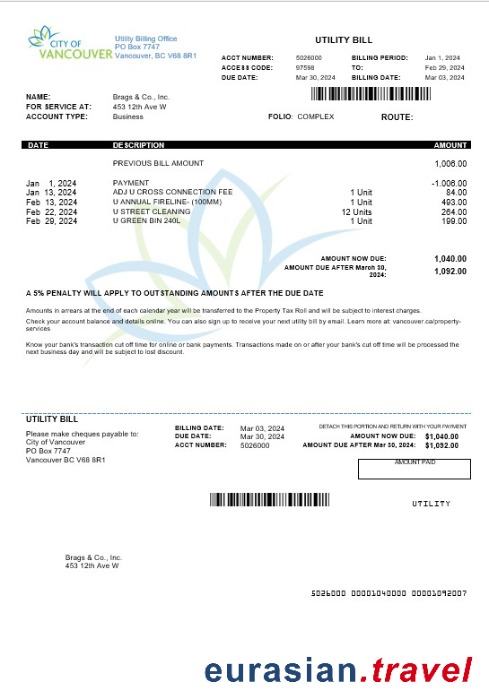 CITY OF
VANCOUVER
Utility Billing Office
PO Box 7747
Vancouver, BC V68 8R1
UTILITY BILL
ACCT NUMBER: 5026000 BILLING PERIOD: Jan 1, 2024
ACCESS CODE: 97598 TO: Feb 29, 2024
DUE DATE: Mar 30, 2024 BILLING DATE: Mar 03, 2024
NAME: Brags & Co., Inc.
FOR SERVICE AT: 453 12th Ave W
ACCOUNT TYPE: Business FOLIO: COMPLEX ROUTE:
DATE DESCRIPTION AMOUNT
PREVIOUS BILL AMOUNT 1,006.00
Jan 1, 2024 PAYMENT -1.006.00
Jan 13, 2024 ADJ U CROSS CONNECTION FEE 1 Unit 84.00
Feb 13, 2024 U ANNUAL FIRELINE- (100MM) 1 Unit 493.00
Feb 22, 2024 U STREET CLEANING 12 Units 264.00
Feb 29, 2024 U GREEN BIN 240L 1 Unit 199.00
AMOUNT NOW DUE: 1,040.00
AMOUNT DUE AFTER March 30, 2024: 1,092.00
A 5% PENALTY WILL APPLY TO OUTSTANDING AMOUNTS AFTER THE DUE DATE
Amounts in arrears at the end of each calendar year will be transferred to the Property Tax Roll and will be subject to interest charges.
Check your account balance and details online. You can also sign up to receive your next utility bill by email. Learn more at: vancouver.ca/property-
services
Know your bank's transaction cut off time for online or bank payments. Transactions made on or after your bank's cut off time will be processed the
next business day and will be subject to lost discount.
UTILITY BILL
Please make cheques payable to:
City of Vancouver
PO Box 7747
Vancouver BC V68 8R1
BILLING DATE: Mar 03, 2024
DUE DATE: Mar 30, 2024
ACCT NUMBER: 5026000
DETACH THIS PORTION AND RETURN WITH YOUR PAYMENT
AMOUNT NOW DUE: $1,040.00
AMOUNT DUE AFTER Mar 30, 2024: $1,092.00
AMOUNT PAID
UTILITY
Brags & Co., Inc.
453 12th Ave W
5026000 00001040000 00001092007
eurasian.travel